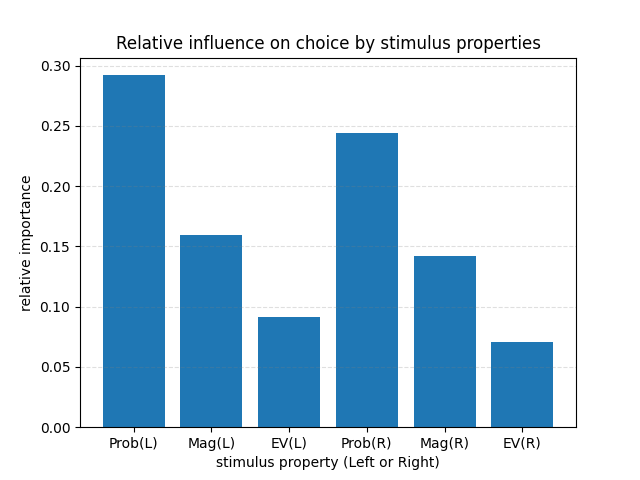 Relative influence on choice by stimulus properties
relative importance
0.30
0.25
0.20
0.15
0.10
0.05
0.00
Prob(L) Mag(L) EV(L) Prob(R) Mag(R) EV(R)
stimulus property (Left or Right)